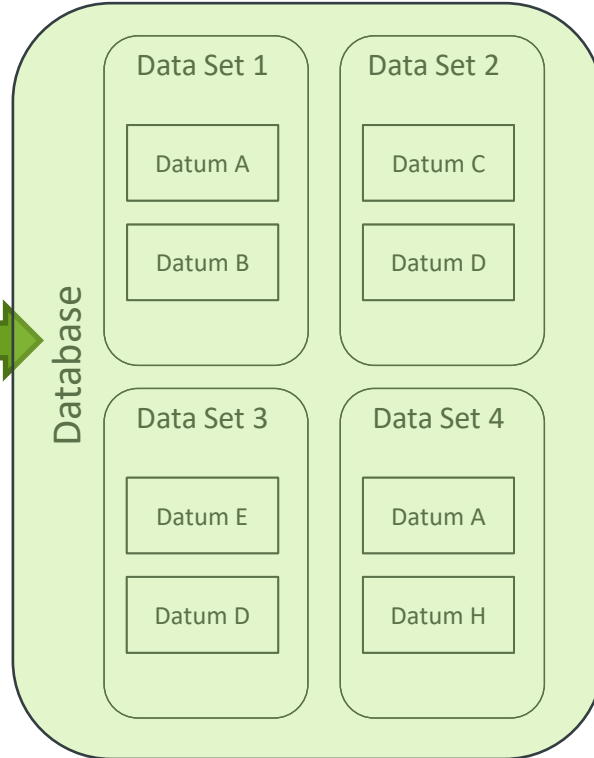 Database
Data Set 1
Datum A
Datum B
Data Set 2
Datum C
Datum D
Data Set 3
Datum E
Datum D
Data Set 4
Datum A
Datum H